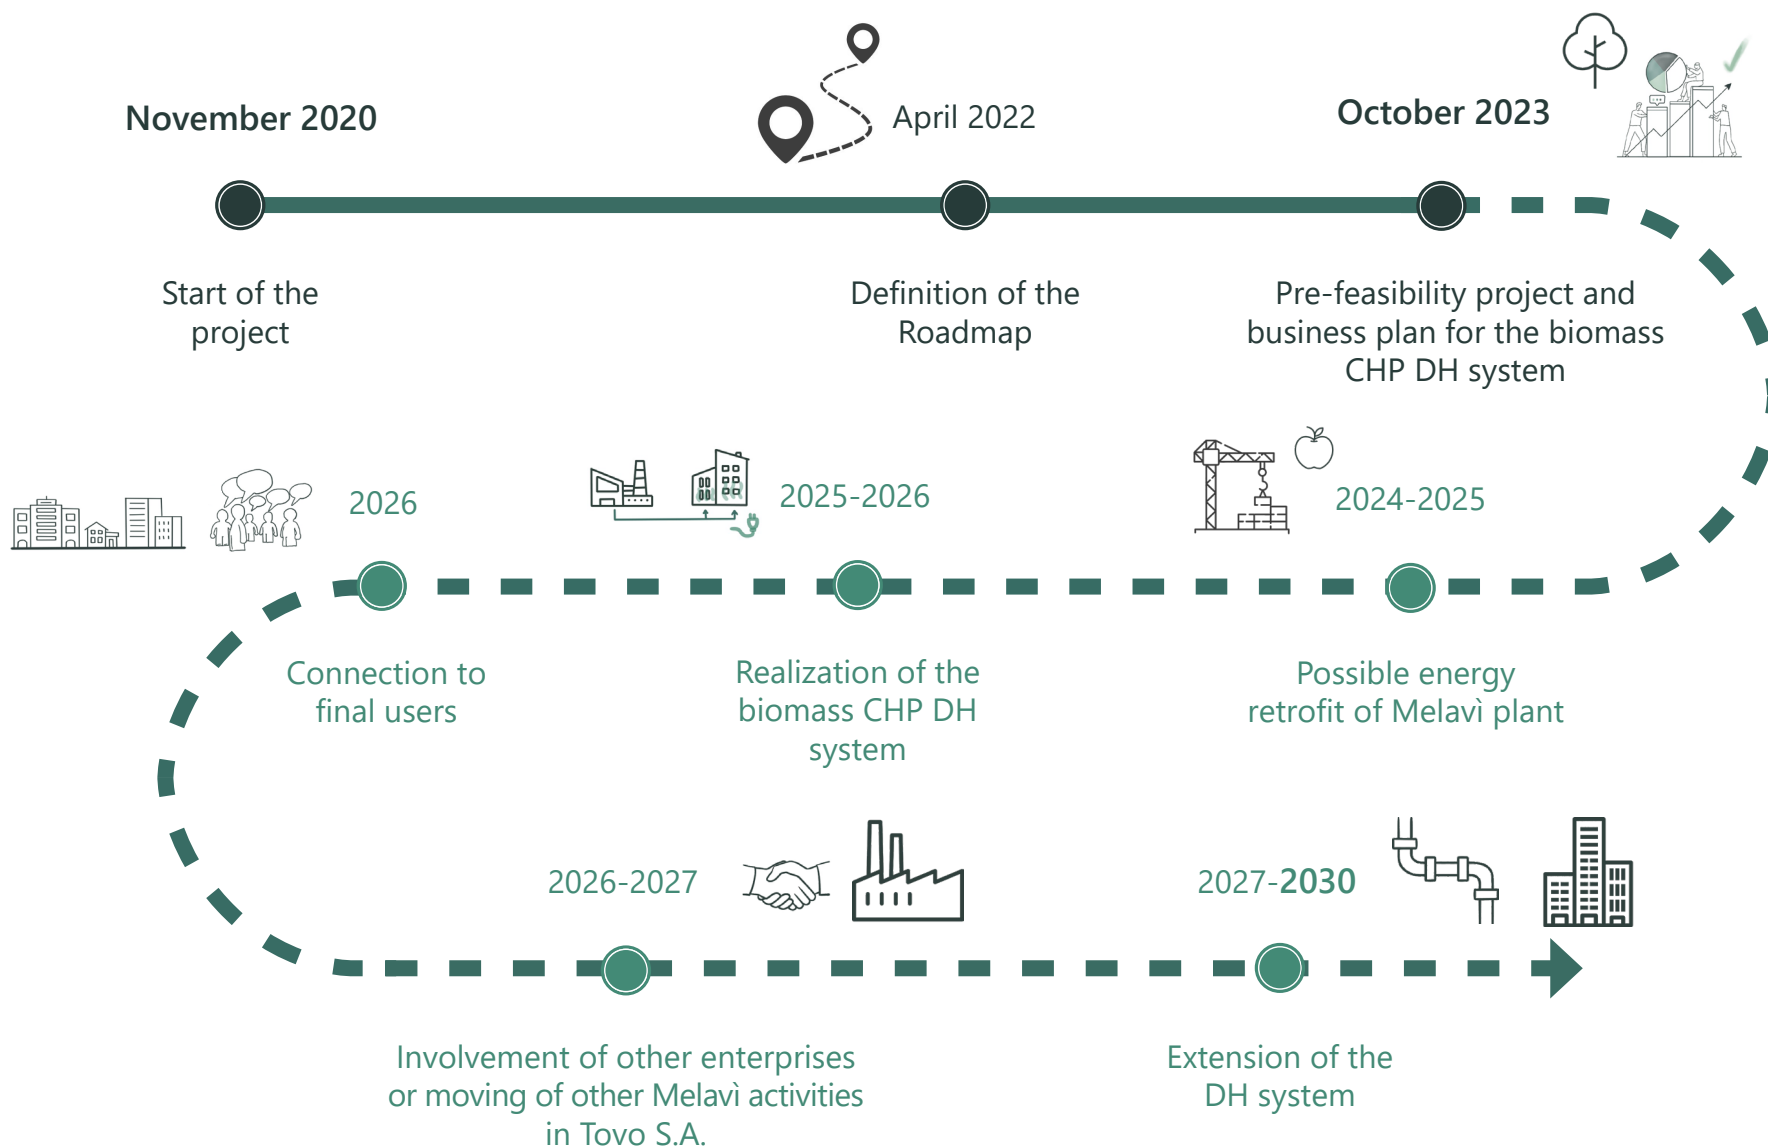 November 2020
April 2022
October 2023
Start of the
project
Definition of the
Roadmap
Pre-feasibility project and
business plan for the biomass
CHP DH system
2026
2025-2026
2024-2025
Connection to
final users
Realization of the
biomass CHP DH
system
Possible energy
retrofit of Melavì plant
2026-2027
2027-2030
Involvement of other enterprises
or moving of other Melavì activities
in Tovo S.A.
Extension of the
DH system